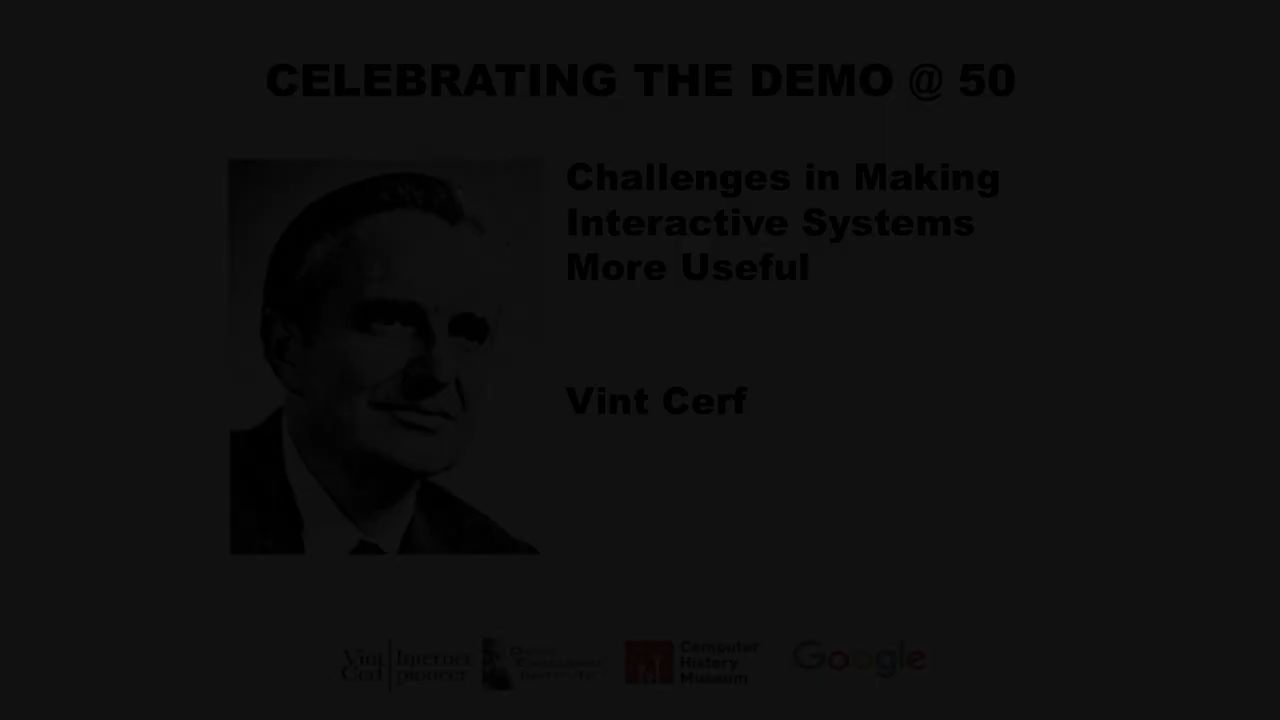 CELEBRATING THE DEMO @ 50
Challenges in Making
Interactive Systems
More Useful
Vint Cerf
Vint
Cerf
Internet
pioneer
Computer
History
Museum
Google